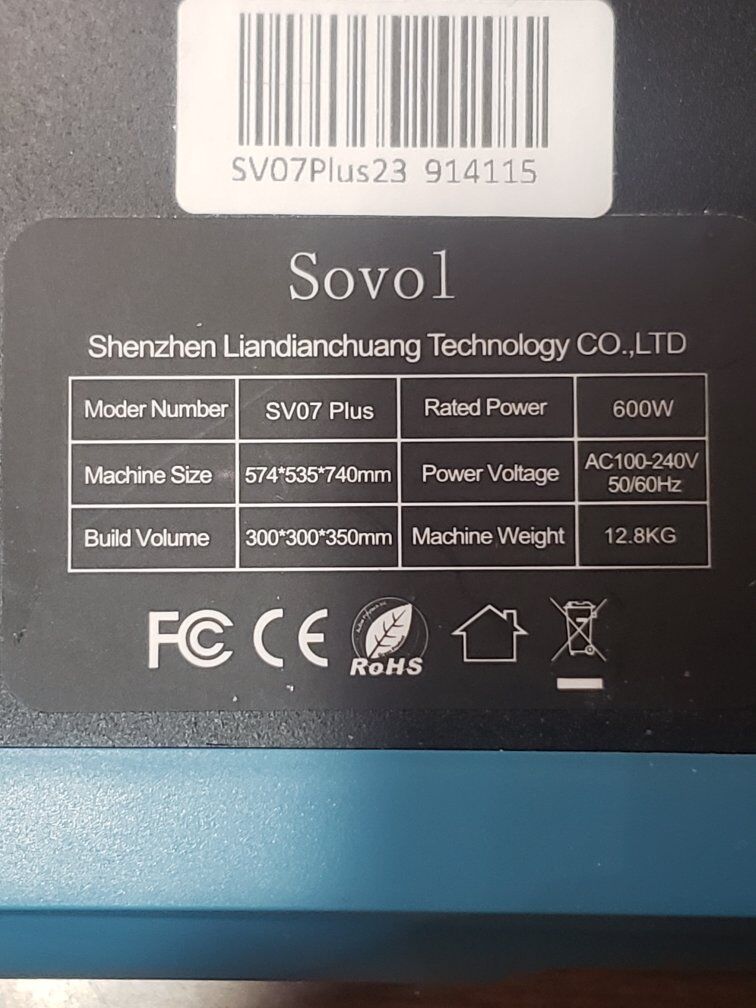 SV07Plus23 914115
Sovol
Shenzhen Liandianchuang Technology CO.,LTD
Moder Number SV07 Plus Rated Power 600W
Machine Size 574*535*740mm Power Voltage AC100-240V 50/60Hz
Build Volume 300*300*350mm Machine Weight 12.8KG
FC CE RoHS